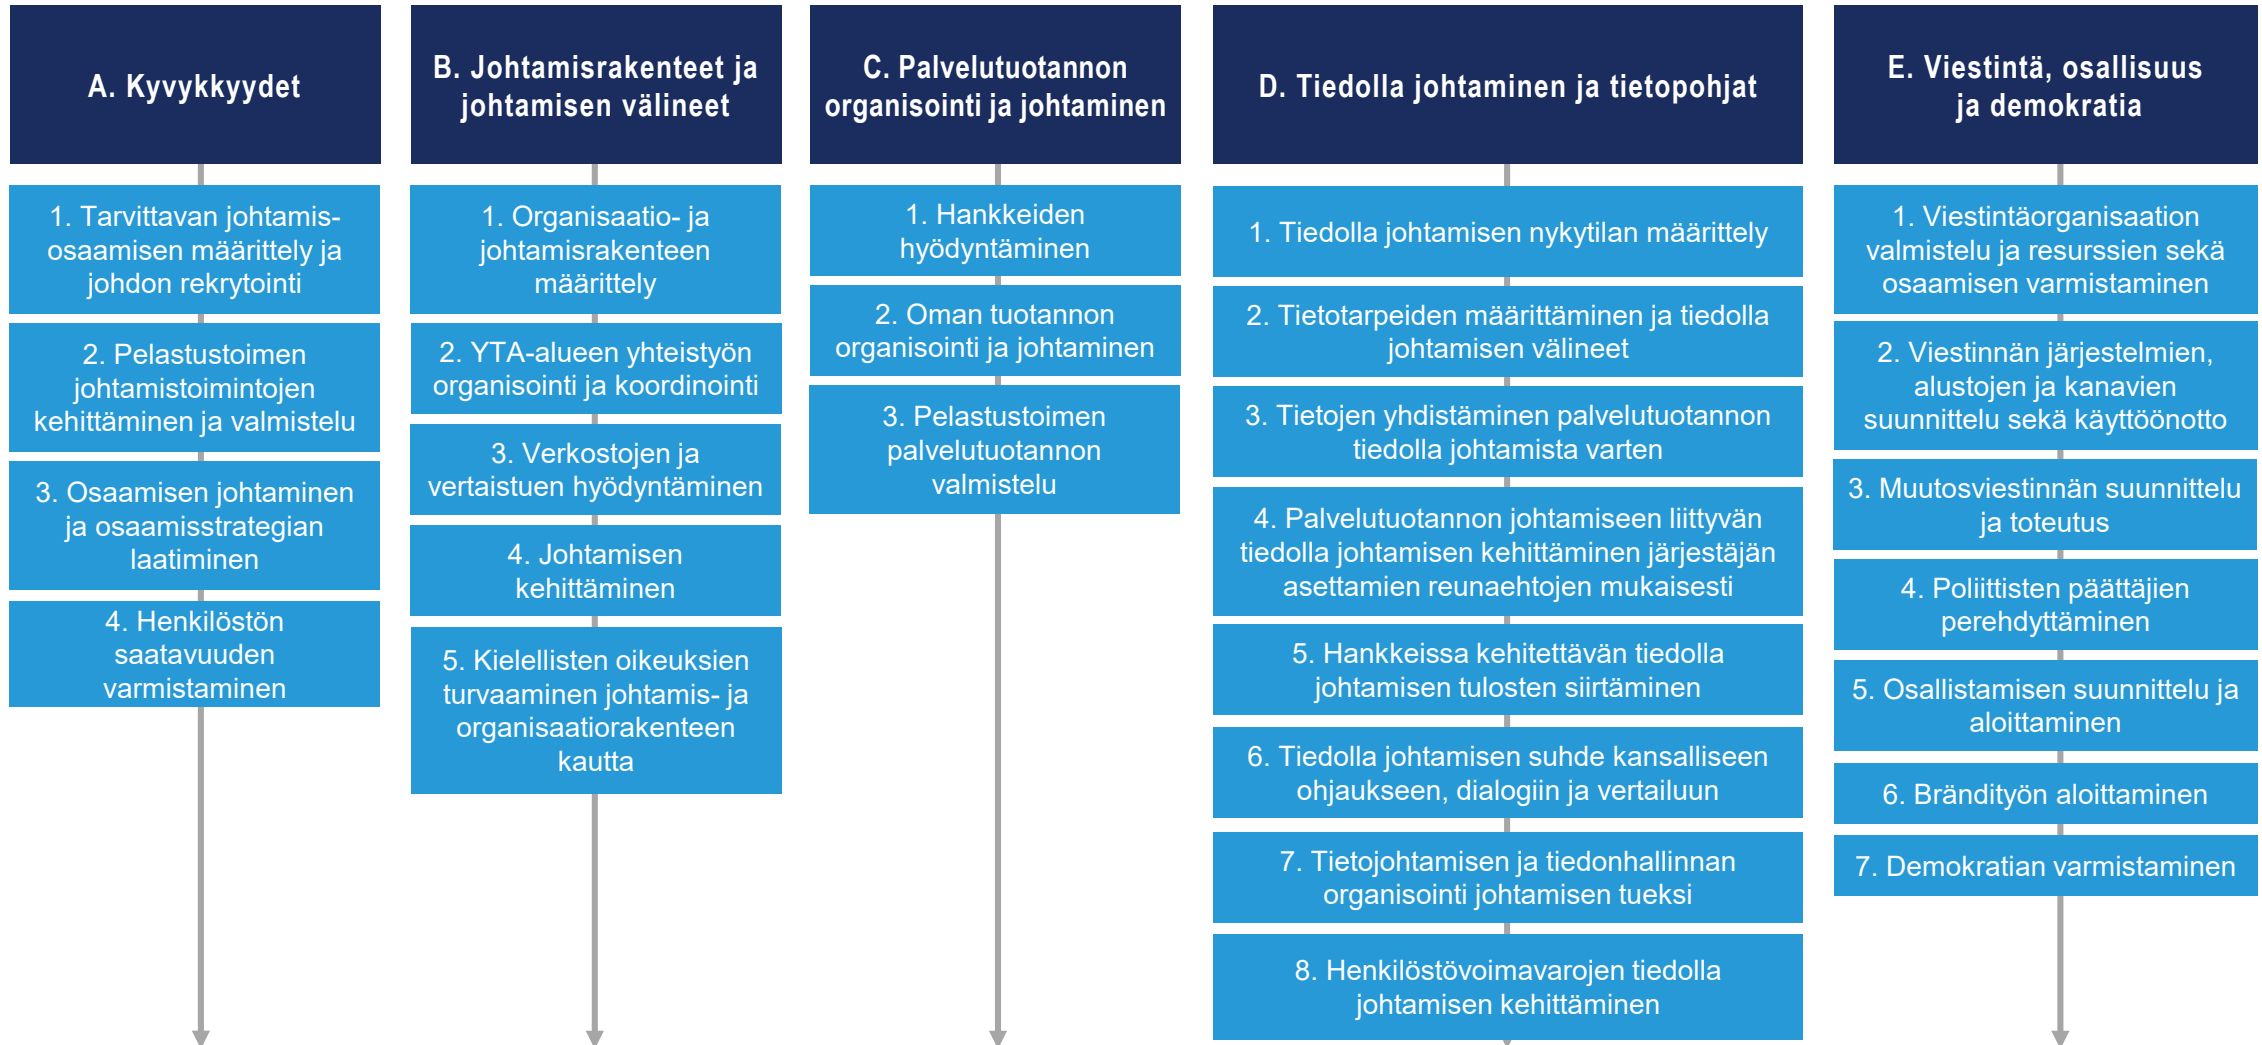 A. Kyvykkyydet
1. Tarvittavan johtamis-
osaamisen määrittely ja
johdon rekrytointi
2. Pelastustoimen
johtamistoimintojen
kehittäminen ja valmistelu
3. Osaamisen johtaminen
ja osaamisstrategian
laatiminen
4. Henkilöstön
saatavuuden
varmistaminen
B. Johtamisrakenteet ja
johtamisen välineet
1. Organisaatio- ja
johtamisrakenteen
määrittely
2. YTA-alueen yhteistyön
organisointi ja koordinointi
3. Verkostojen ja
vertaistuen hyödyntäminen
4. Johtamisen
kehittäminen
5. Kielellisten oikeuksien
turvaaminen johtamis- ja
organisaatiorakenteen
kautta
C. Palvelutuotannon
organisointi ja johtaminen
1. Hankkeiden
hyödyntäminen
2. Oman tuotannon
organisointi ja johtaminen
3. Pelastustoimen
palvelutuotannon
valmistelu
D. Tiedolla johtaminen ja tietopohjat
1. Tiedolla johtamisen nykytilan määrittely
2. Tietotarpeiden määrittäminen ja tiedolla
johtamisen välineet
3. Tietojen yhdistäminen palvelutuotannon
tiedolla johtamista varten
4. Palvelutuotannon johtamiseen liittyvän
tiedolla johtamisen kehittäminen järjestäjän
asettamien reunaehtojen mukaisesti
5. Hankkeissa kehitettävän tiedolla
johtamisen tulosten siirtäminen
6. Tiedolla johtamisen suhde kansalliseen
ohjaukseen, dialogiin ja vertailuun
7. Tietojohtamisen ja tiedonhallinnan
organisointi johtamisen tueksi
8. Henkilöstövoimavarojen tiedolla
johtamisen kehittäminen
E. Viestintä, osallisuus
ja demokratia
1. Viestintäorganisaation
valmistelu ja resurssien sekä
osaamisen varmistaminen
2. Viestinnän järjestelmien,
alustojen ja kanavien
suunnittelu sekä käyttöönotto
3. Muutosviestinnän suunnittelu
ja toteutus
4. Poliittisten päättäjien
perehdyttäminen
5. Osallistamisen suunnittelu ja
aloittaminen
6. Brändityön aloittaminen
7. Demokratian varmistaminen